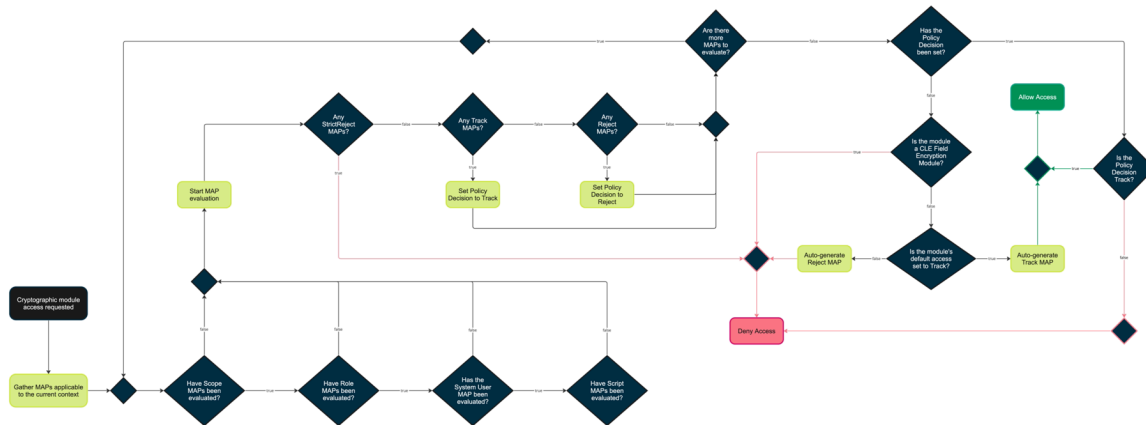 Are there
more
MAPs to
evaluate?
true
false
Has the
Policy
Decision
been set?
true
false
Any
StrictReject
MAPs?
false
true
Any Track
MAPs?
false
true
Any
Reject
MAPs?
false
true
Allow Access
Is the module
a CLE Field
Encryption
Module?
true
false
Is the
Policy
Decision
Track?
true
false
Start MAP
evaluation
Set Policy
Decision to Track
Set Policy
Decision to
Reject
Auto-generate
Reject MAP
false
Is the module's
default access
set to Track?
true
Auto-generate
Track MAP
Cryptographic module
access requested
Deny Access
false
false
false
false
Gather MAPs applicable
to the current context
Have Scope
MAPs been
evaluated?
true
Have Role
MAPs been
evaluated?
true
Has the
System User
MAP been
evaluated?
true
Have Script
MAPs been
evaluated?